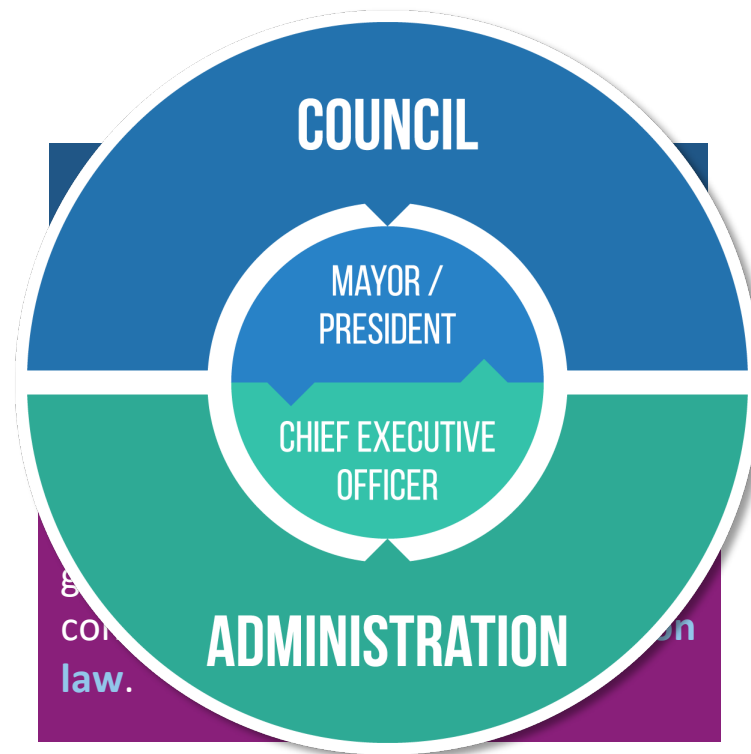 COUNCIL
MAYOR /
PRESIDENT
CHIEF EXECUTIVE
OFFICER
ADMINISTRATION
law.